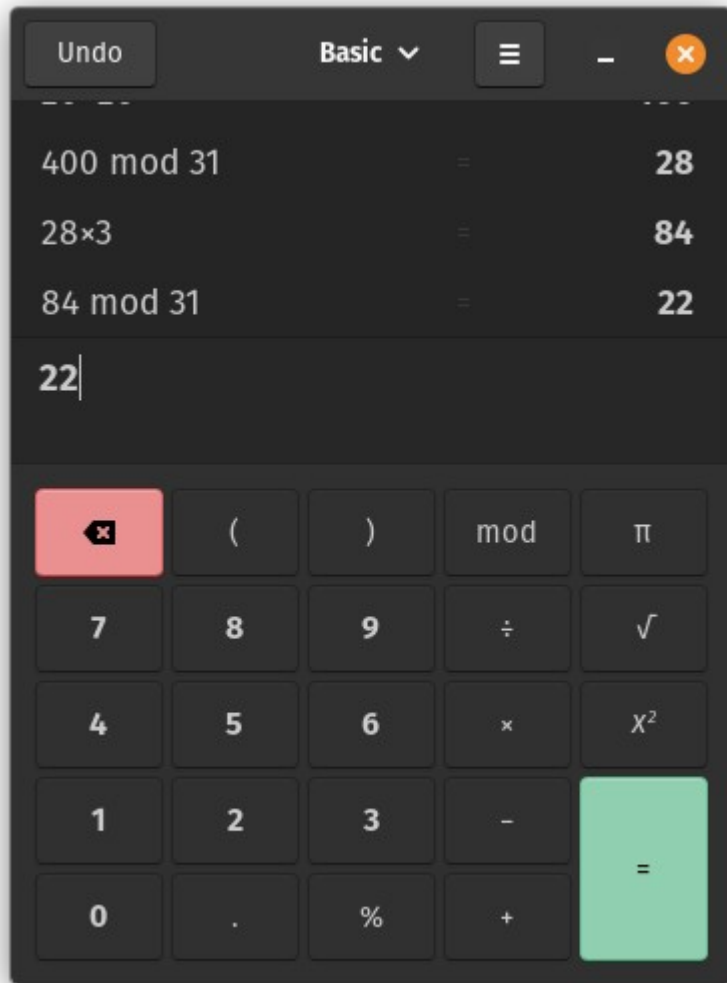 Undo Basic
400 mod 31 = 28
28×3 = 84
84 mod 31 = 22
22
( ) mod π
7 8 9 ÷ √
4 5 6 × X²
1 2 3 −
=
0 . % +